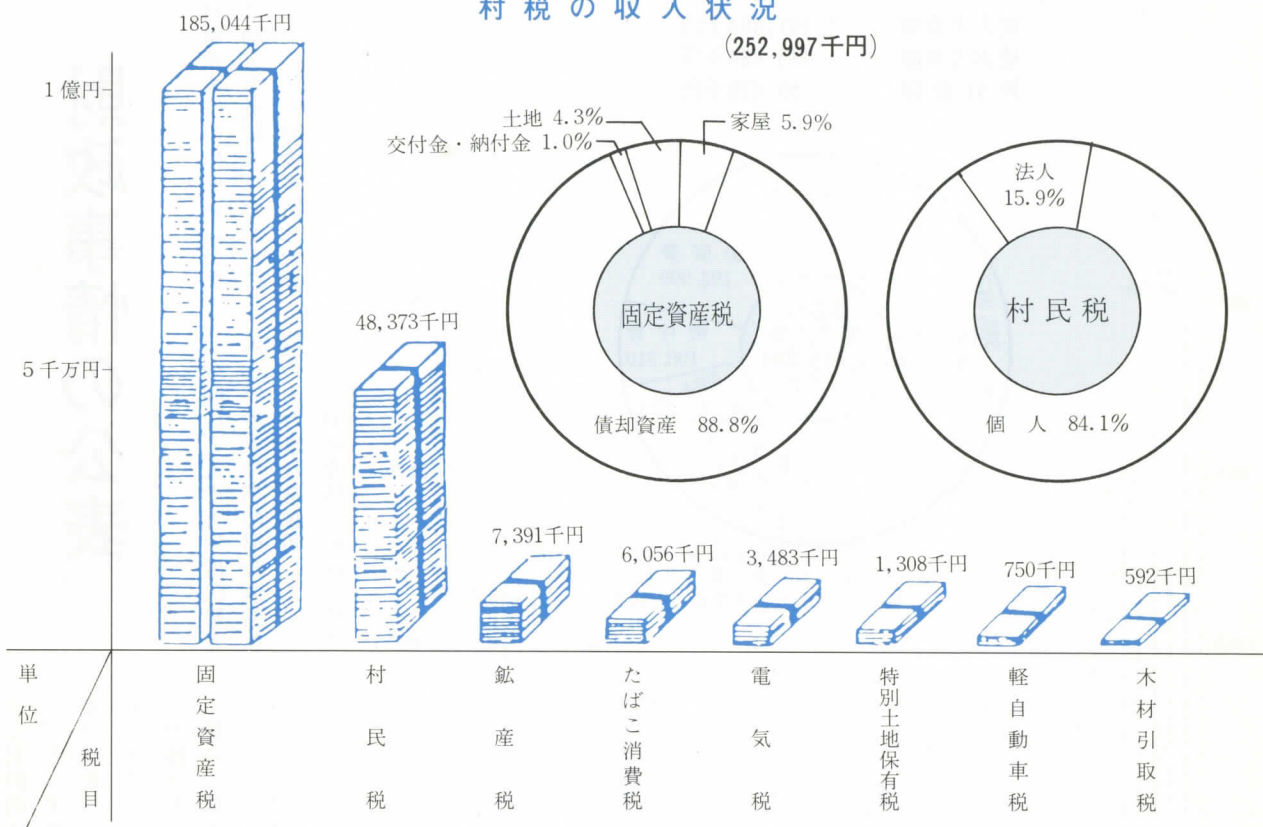 村税の収入状況
(252,997千円)
185,044千円
1億円
5千万円
48,373千円
7,391千円
6,056千円
3,483千円
1,308千円
750千円
592千円
土地 4.3%
家屋 5.9%
交付金・納付金 1.0%
固定資産税
債却資産 88.8%
法人
15.9%
村民税
個人 84.1%
単位
税目
固定資産税
村民税
鉱産税
たばこ消費税
電気税
特別土地保有税
軽自動車税
木材引取税